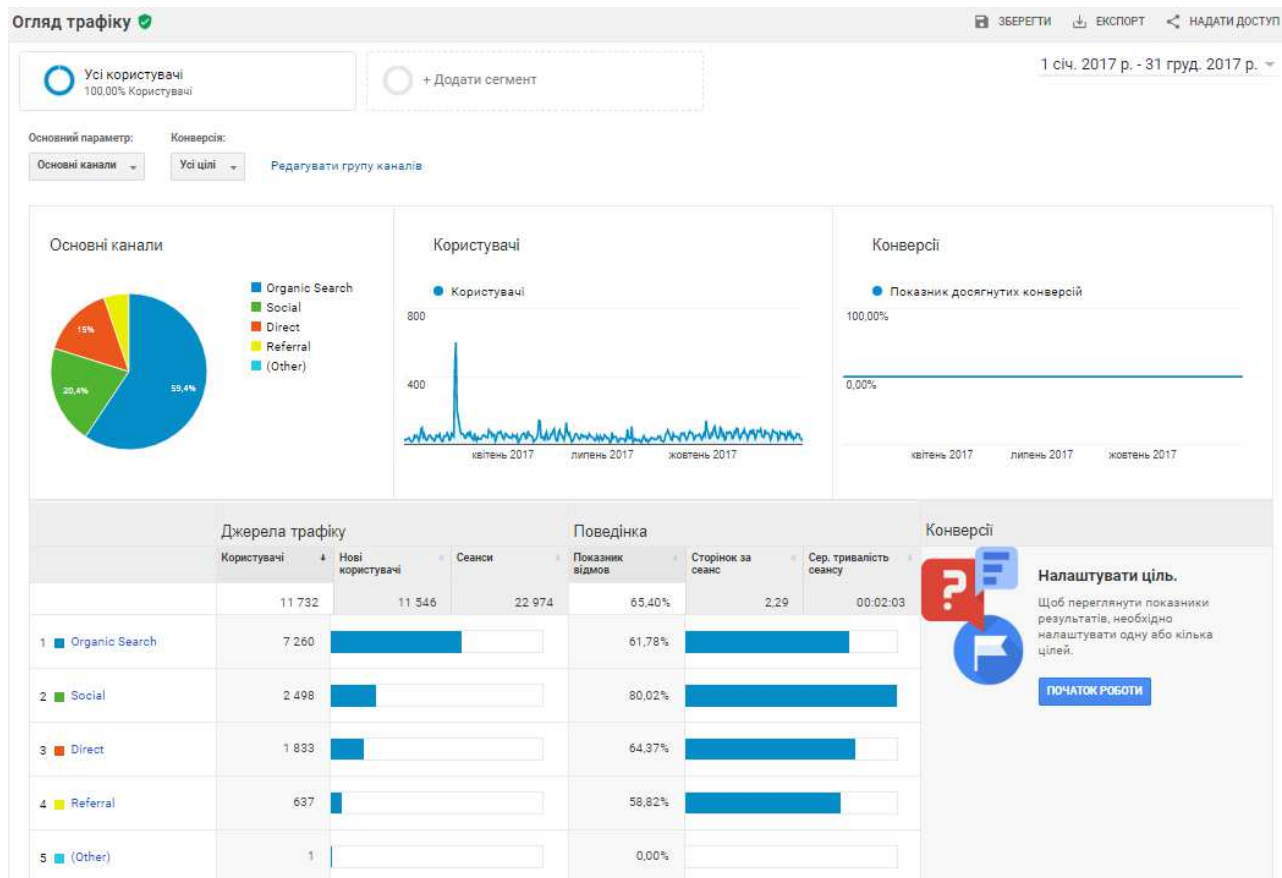 Огляд трафіку
ЗБЕРЕГТИ ЕКСПОРТ НАДАТИ ДОСТУП
Усі користувачі
100,00% Користувачі
+ Додати сегмент
1 січ. 2017 р. - 31 груд. 2017 р.
Основний параметр: Конверсія:
Основні канали Усі цілі Редагувати групу каналів
Основні канали
Organic Search
Social
Direct
Referral
(Other)
15%
20,4%
59,4%
Користувачі
Користувачі
800
400
квітень 2017 липень 2017 жовтень 2017
Конверсії
Показник досягнутих конверсій
100,00%
0,00%
квітень 2017 липень 2017 жовтень 2017
Джерела трафіку Поведінка Конверсії
Користувачі Нові користувачі Сеанси Показник відмов Сторінок за сеанс Сер. тривалість сеансу
11 732 11 546 22 974 65,40% 2,29 00:02:03
1 Organic Search 7 260 61,78%
2 Social 2 498 80,02%
3 Direct 1 833 64,37%
4 Referral 637 58,82%
5 (Other) 1 0,00%
?
Налаштувати ціль.
Щоб переглянути показники
результатів, необхідно
налаштувати одну або кілька
цілей.
ПОЧАТОК РОБОТИ